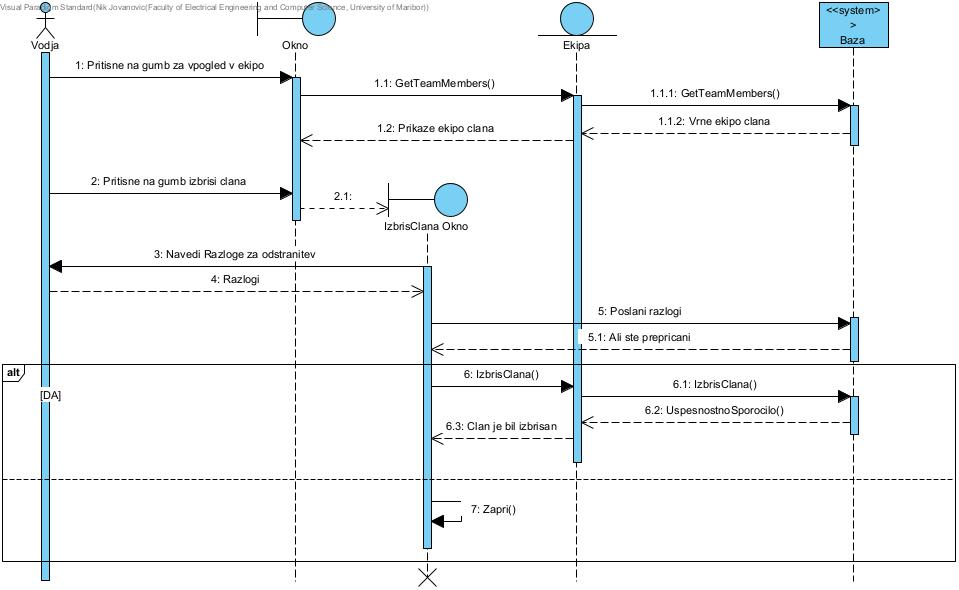 Visual Paradigm Standard(Nik Jovanovic(Faculty of Electrical Engineering and Computer Science, University of Maribor))
Vodja
Okno
Ekipa
<<system>
>
Baza
1: Pritisne na gumb za vpogled v ekipo
1.1: GetTeamMembers()
1.1.1: GetTeamMembers()
1.1.2: Vrne ekipo clana
1.2: Prikaze ekipo clana
2: Pritisne na gumb izbrisi clana
2.1:
IzbrisClana Okno
3: Navedi Razloge za odstranitev
4: Razlogi
5: Poslani razlogi
5.1: Ali ste prepricani
alt
[DA]
6: IzbrisClana()
6.1: IzbrisClana()
6.2: UspesnostnoSporocilo()
6.3: Clan je bil izbrisan
7: Zapri()